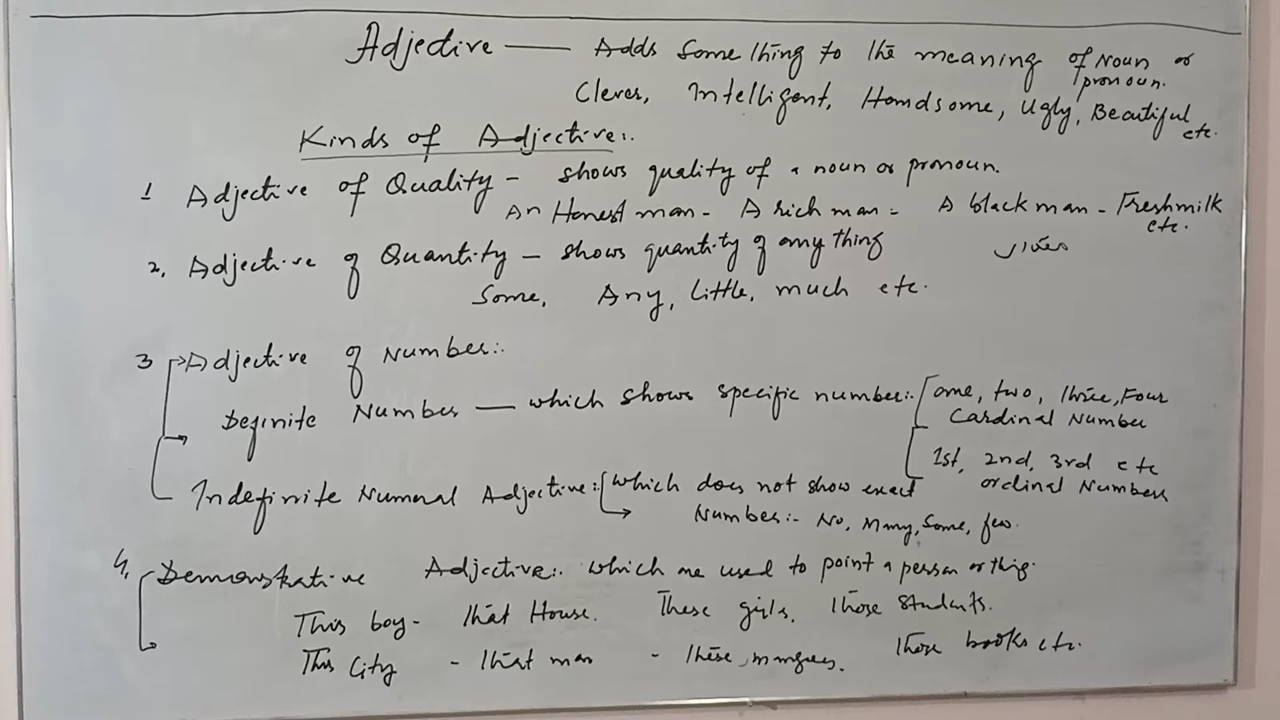 Adjective — Adds Something to the meaning of Noun or
pronoun.
Clever, Intelligent, Handsome, Ugly, Beautiful
etc.
Kinds of Adjective:.
1 Adjective of Quality - shows quality of a noun or pronoun.
An Honest man - A rich man - A black man - Fresh milk
etc.
2, Adjective of Quantity - shows quantity of any thing
Some, Any, Little, much etc.
3 Adjective of Number:.
Definite Number — which shows specific number:. one, two, three, Four
Cardinal Number
1st, 2nd, 3rd etc
ordinal Numbers
Indefinite Numeral Adjective:. which does not show exact
Number:- No, Many, Some, few.
4, Demonstrative Adjective:. which are used to point a person or thig.
This boy - that House. These girls. those students.
This City - that man - these, mangoes. those books etc.